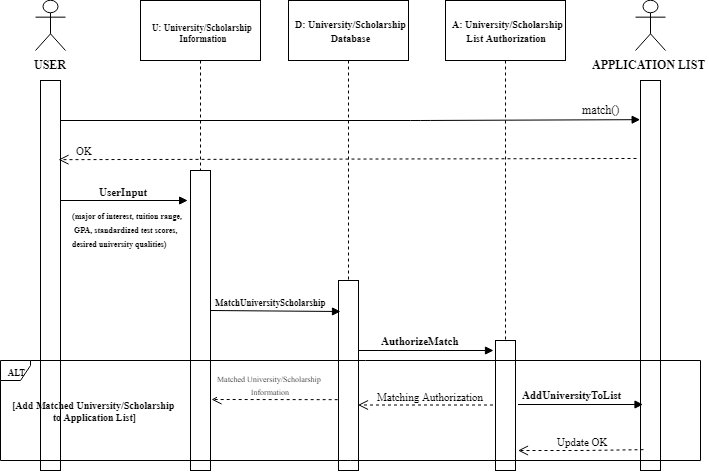 U: University/Scholarship
Information
D: University/Scholarship
Database
A: University/Scholarship
List Authorization
USER
APPLICATION LIST
match()
OK
UserInput
(major of interest, tuition range,
GPA, standardized test scores,
desired university qualities)
MatchUniversityScholarship
AuthorizeMatch
ALT
Matched University/Scholarship
Information
Matching Authorization
AddUniversityToList
[Add Matched University/Scholarship
to Application List]
Update OK